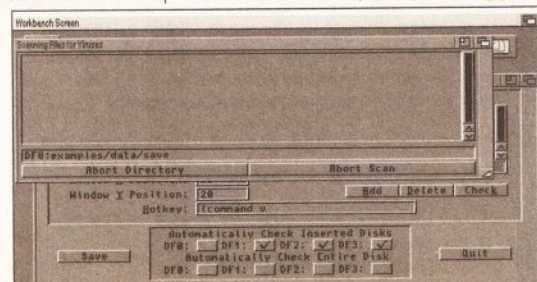 Workbench Screen
Scanning Files for Viruses
DF0:examples/data/save
Abort Directory Abort Scan
Window Y Position: 20
Add Delete Check
Hotkey: lcommand v
Automatically Check Inserted Disks
DF0: DF1: DF2: DF3:
Automatically Check Entire Disk
DF0: DF1: DF2: DF3:
Save
Quit